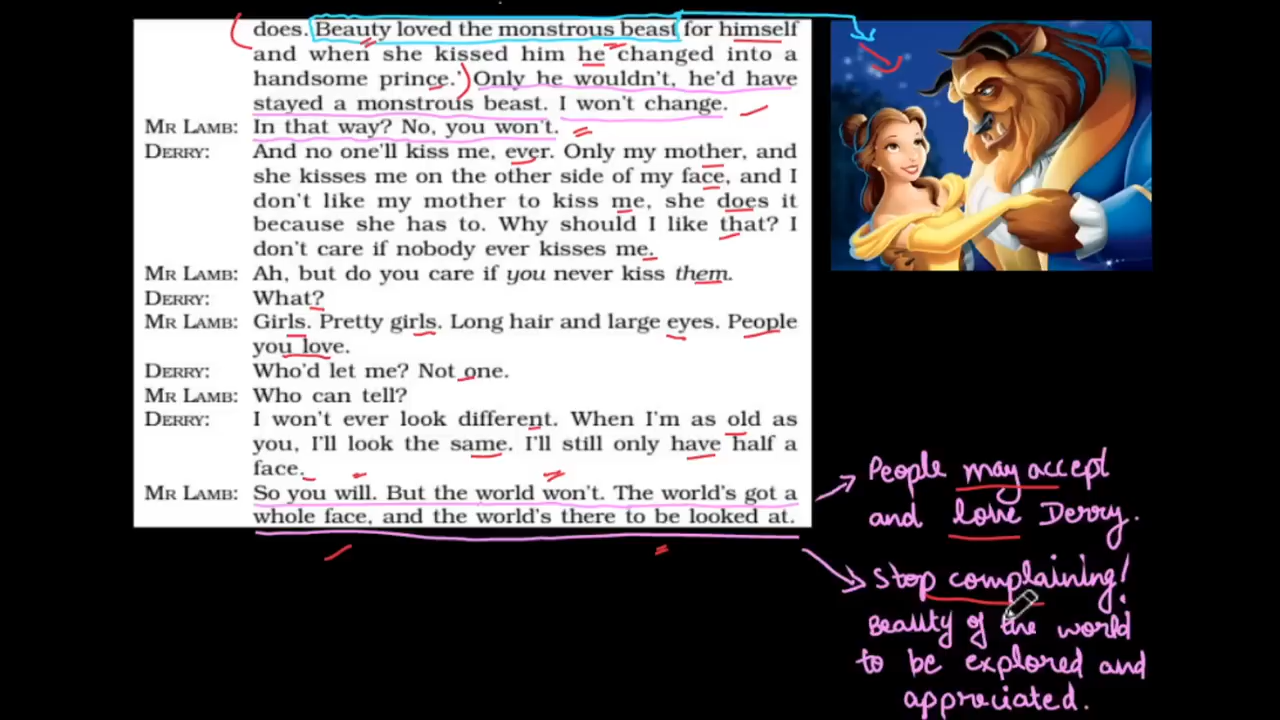 does. Beauty loved the monstrous beast for himself
and when she kissed him he changed into a
handsome prince.' Only he wouldn't, he'd have
stayed a monstrous beast. I won't change.
MR LAMB: In that way? No, you won't.
DERRY: And no one'll kiss me, ever. Only my mother, and
she kisses me on the other side of my face, and I
don't like my mother to kiss me, she does it
because she has to. Why should I like that? I
don't care if nobody ever kisses me.
MR LAMB: Ah, but do you care if you never kiss them.
DERRY: What?
MR LAMB: Girls. Pretty girls. Long hair and large eyes. People
you love.
DERRY: Who'd let me? Not one.
MR LAMB: Who can tell?
DERRY: I won't ever look different. When I'm as old as
you, I'll look the same. I'll still only have half a
face.
MR LAMB: So you will. But the world won't. The world's got a
whole face, and the world's there to be looked at.
People may accept
and love Derry.
Stop complaining!
Beauty of the world
to be explored and
appreciated.